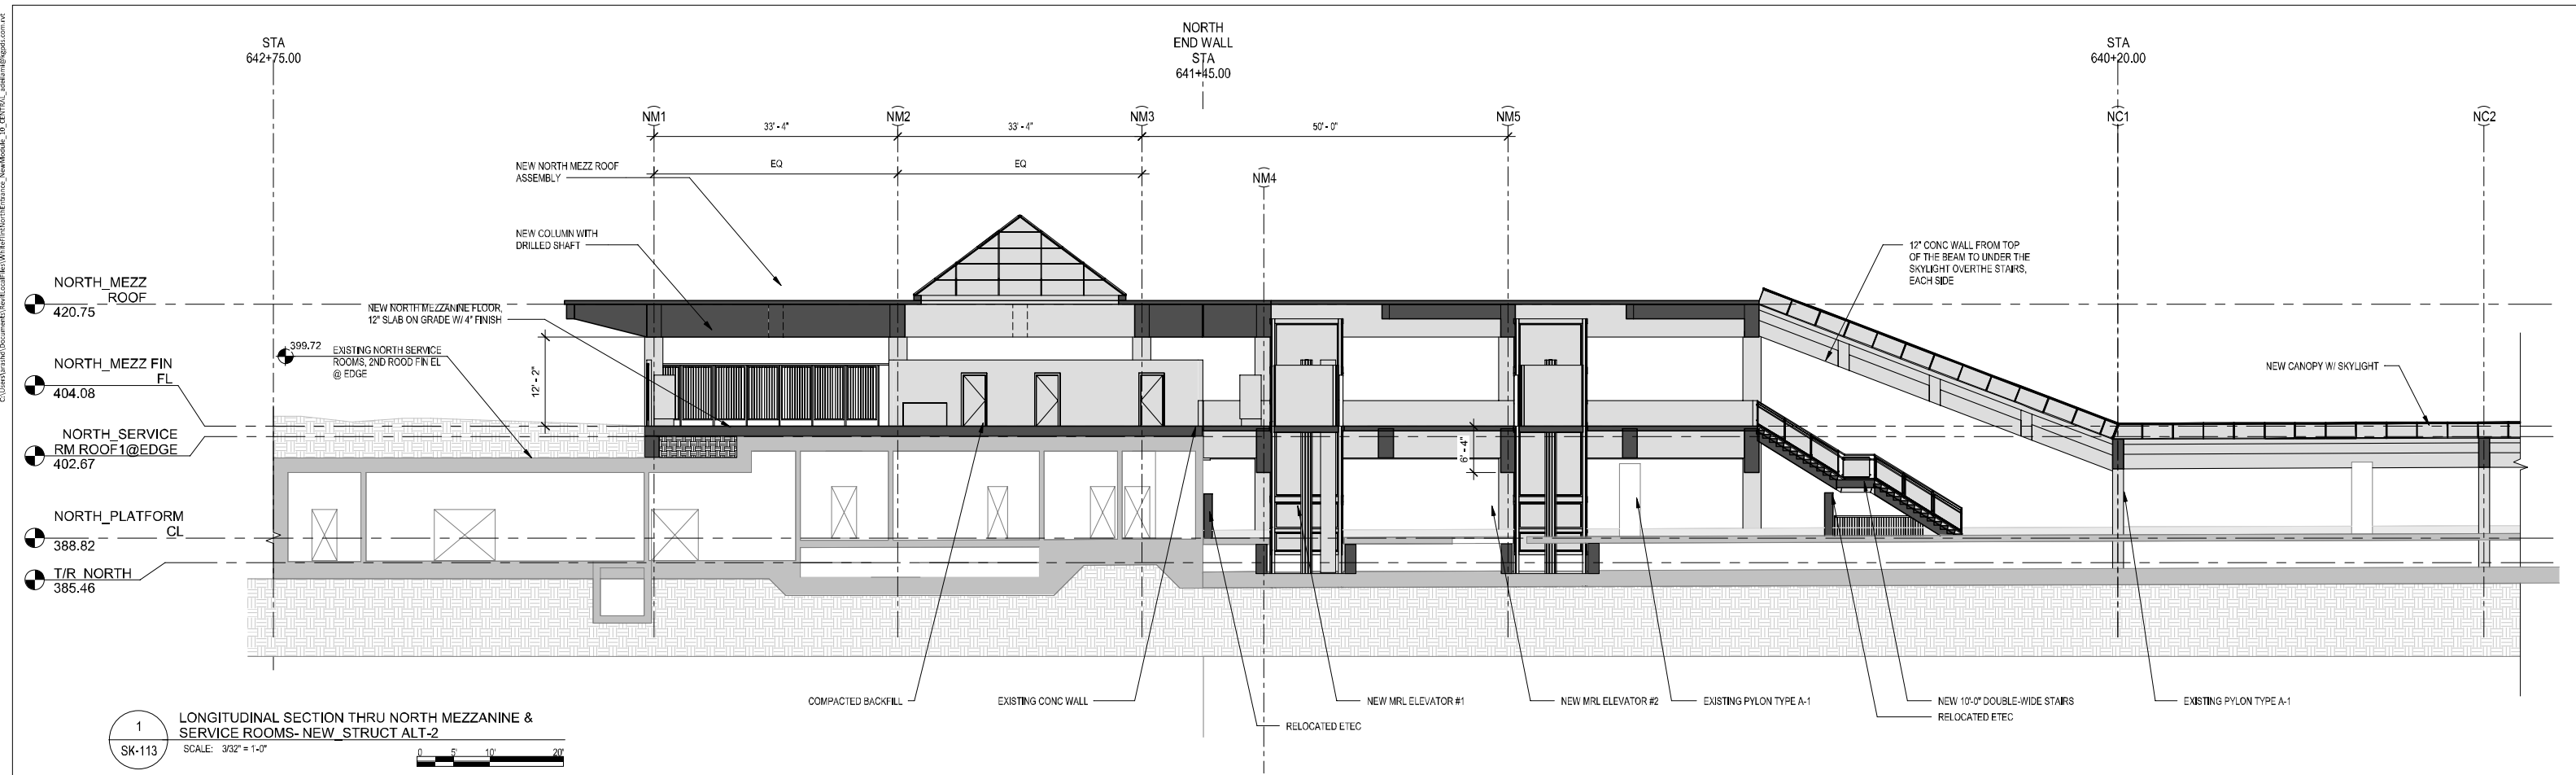 STA
642+75.00
NORTH
END WALL
STA
641+45.00
STA
640+20.00
NM1
NM2
NM3
NM5
NC1
NC2
33' - 4"
33' - 4"
50' - 0"
EQ
EQ
NM4
NEW NORTH MEZZ ROOF
ASSEMBLY
NEW COLUMN WITH
DRILLED SHAFT
12" CONC WALL FROM TOP
OF THE BEAM TO UNDER THE
SKYLIGHT OVERTHE STAIRS,
EACH SIDE
NORTH_MEZZ
ROOF
420.75
NEW NORTH MEZZANINE FLOOR,
12" SLAB ON GRADE W/ 4" FINISH
399.72
EXISTING NORTH SERVICE
ROOMS, 2ND ROOD FIN EL
@ EDGE
NORTH_MEZZ FIN
FL
404.08
12' - 2"
NEW CANOPY W/ SKYLIGHT
NORTH_SERVICE
RM ROOF1@EDGE
402.67
6' - 4"
NORTH_PLATFORM
CL
388.82
T/R NORTH
385.46
COMPACTED BACKFILL
EXISTING CONC WALL
NEW MRL ELEVATOR #1
NEW MRL ELEVATOR #2
EXISTING PYLON TYPE A-1
NEW 10'-0" DOUBLE-WIDE STAIRS
EXISTING PYLON TYPE A-1
RELOCATED ETEC
RELOCATED ETEC
1
SK-113
LONGITUDINAL SECTION THRU NORTH MEZZANINE &
SERVICE ROOMS- NEW_STRUCT ALT-2
SCALE: 3/32" = 1'-0"
0 5' 10' 20'